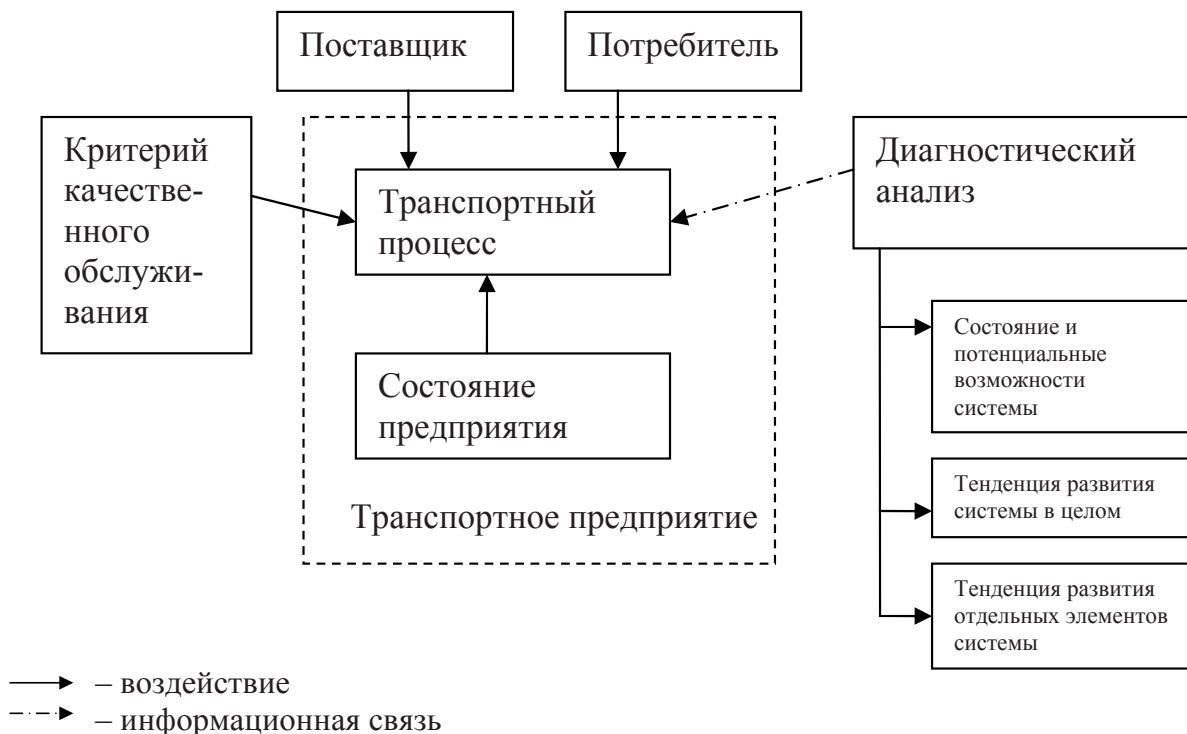 Поставщик
Потребитель
Критерий
качестве-
нного
обслужи-
вания
Транспортный
процесс
Диагностический
анализ
Состояние
предприятия
Транспортное предприятие
Состояние и
потенциальные
возможности
системы
Тенденция развития
системы в целом
Тенденция развития
отдельных элементов
системы
– воздействие
– информационная связь